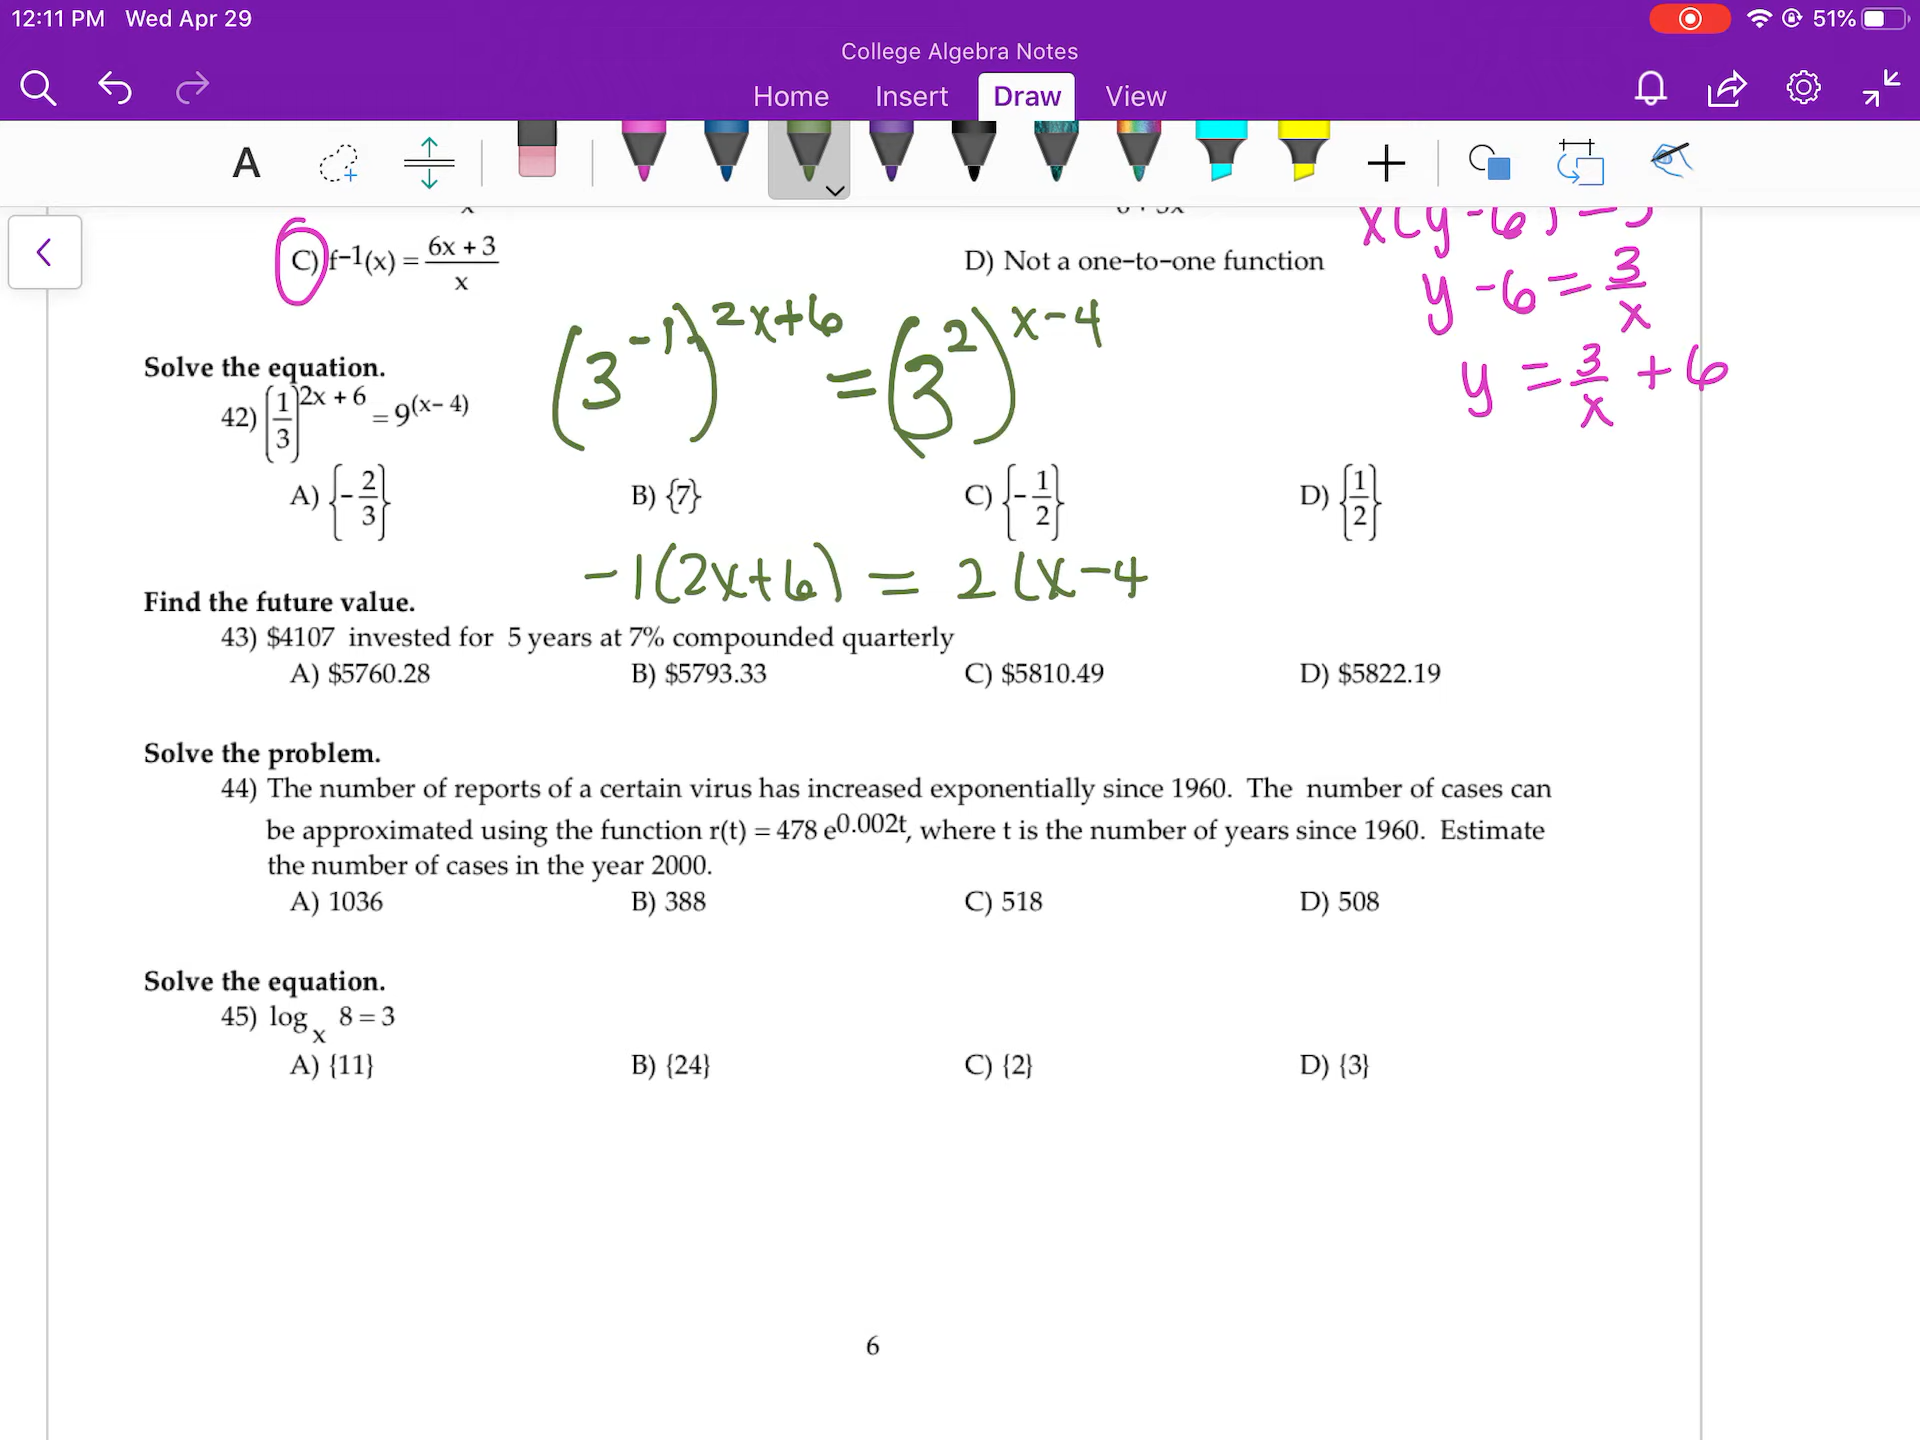 12:11 PM Wed Apr 29
51%
College Algebra Notes
Home Insert Draw View
A
x(y-6)
C) f⁻¹(x) = (6x + 3)/x
D) Not a one-to-one function
y - 6 = 3/x
(3⁻¹)^(2x+6) = (3²)^(x-4)
y = 3/x + 6
Solve the equation.
42) (1/3)^(2x + 6) = 9^(x - 4)
A) {-2/3} B) {7} C) {-1/2} D) {1/2}
-1(2x+6) = 2(x-4
Find the future value.
43) $4107 invested for 5 years at 7% compounded quarterly
A) $5760.28 B) $5793.33 C) $5810.49 D) $5822.19
Solve the problem.
44) The number of reports of a certain virus has increased exponentially since 1960. The number of cases can
be approximated using the function r(t) = 478 e^0.002t, where t is the number of years since 1960. Estimate
the number of cases in the year 2000.
A) 1036 B) 388 C) 518 D) 508
Solve the equation.
45) log_x 8 = 3
A) {11} B) {24} C) {2} D) {3}
6